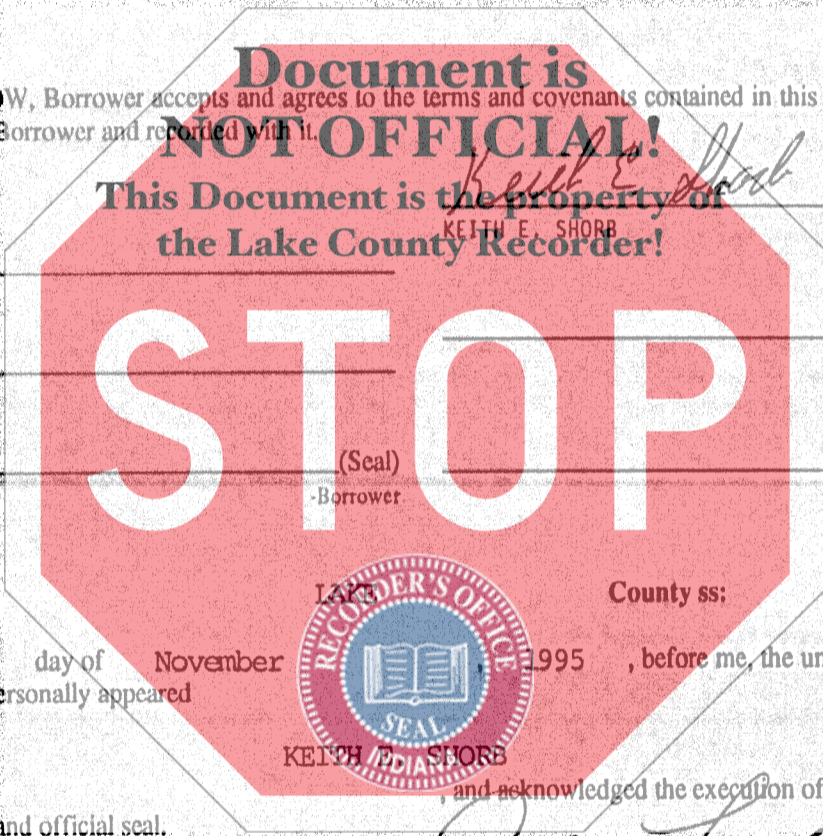 Document is
W, Borrower accepts and agrees to the terms and covenants contained in this
Borrower and recorded with it.
NOT OFFICIAL!
Keith E. Shorb
This Document is the property of
KEITH E. SHORB
the Lake County Recorder!
STOP
(Seal)
-Borrower
LAKE County ss:
RECORDER'S OFFICE
SEAL
INDIANA
day of November , 1995 , before me, the un
ersonally appeared
KEITH E. SHORB
, and acknowledged the execution of
and official seal.